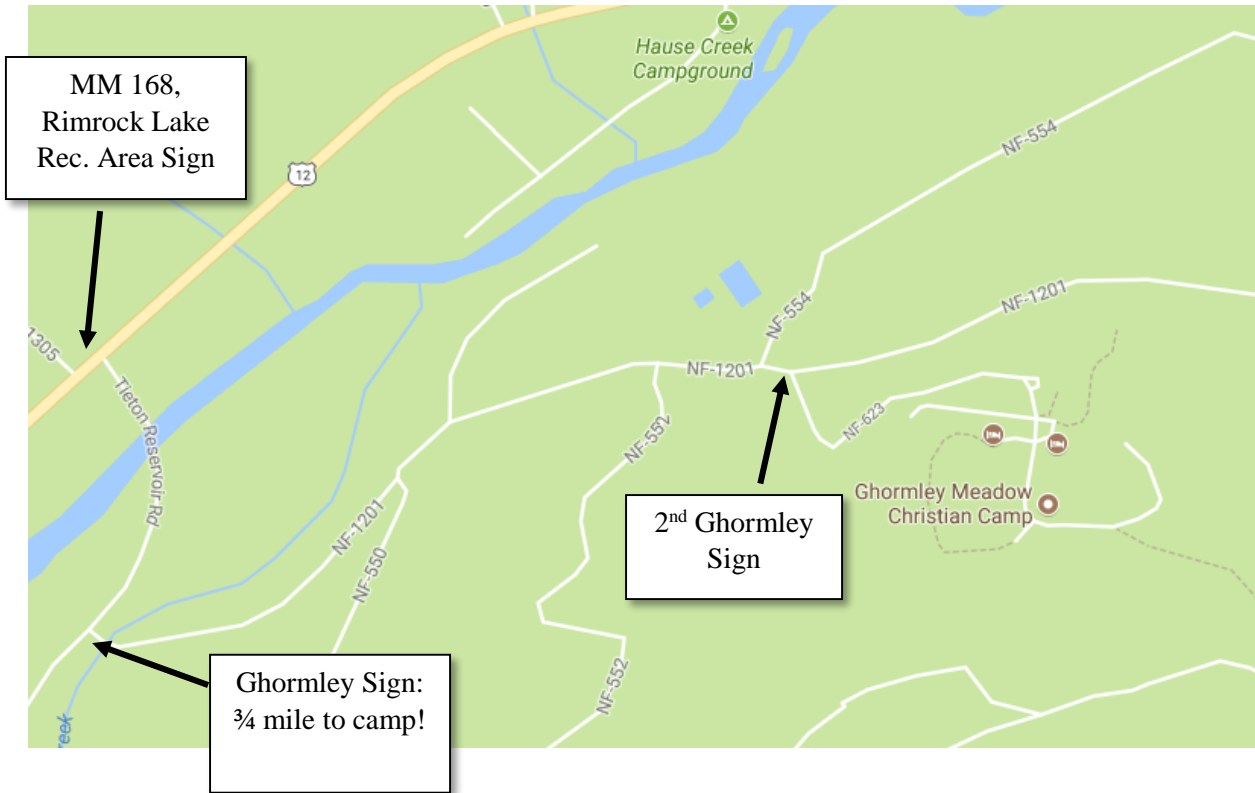 Hause Creek
Campground
MM 168,
Rimrock Lake
Rec. Area Sign
12
NF-554
1305
Tieton Reservoir Rd
NF-554
NF-1201
NF-1201
NF-552
NF-623
Ghormley Meadow
Christian Camp
2nd Ghormley
Sign
NF-1201
NF-550
NF-552
Ghormley Sign:
¾ mile to camp!
reek